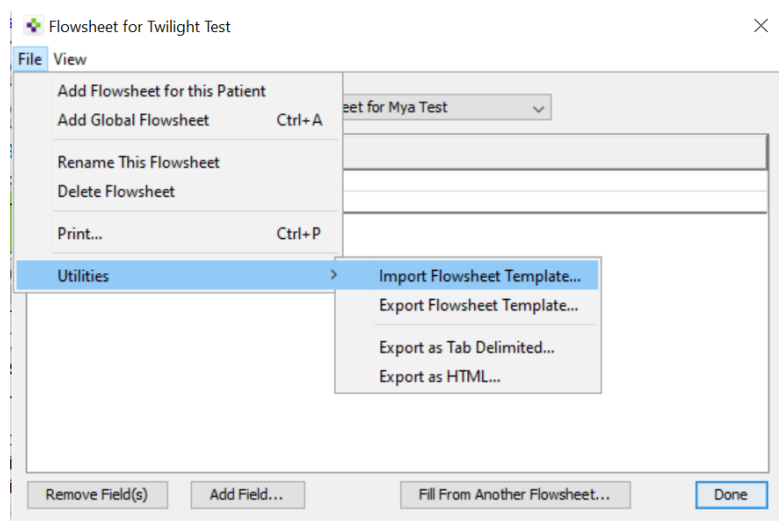 Flowsheet for Twilight Test
File View
Add Flowsheet for this Patient
eet for Mya Test
Add Global Flowsheet Ctrl+A
Rename This Flowsheet
Delete Flowsheet
Print... Ctrl+P
Utilities
Import Flowsheet Template...
Export Flowsheet Template...
Export as Tab Delimited...
Export as HTML...
Remove Field(s) Add Field... Fill From Another Flowsheet... Done